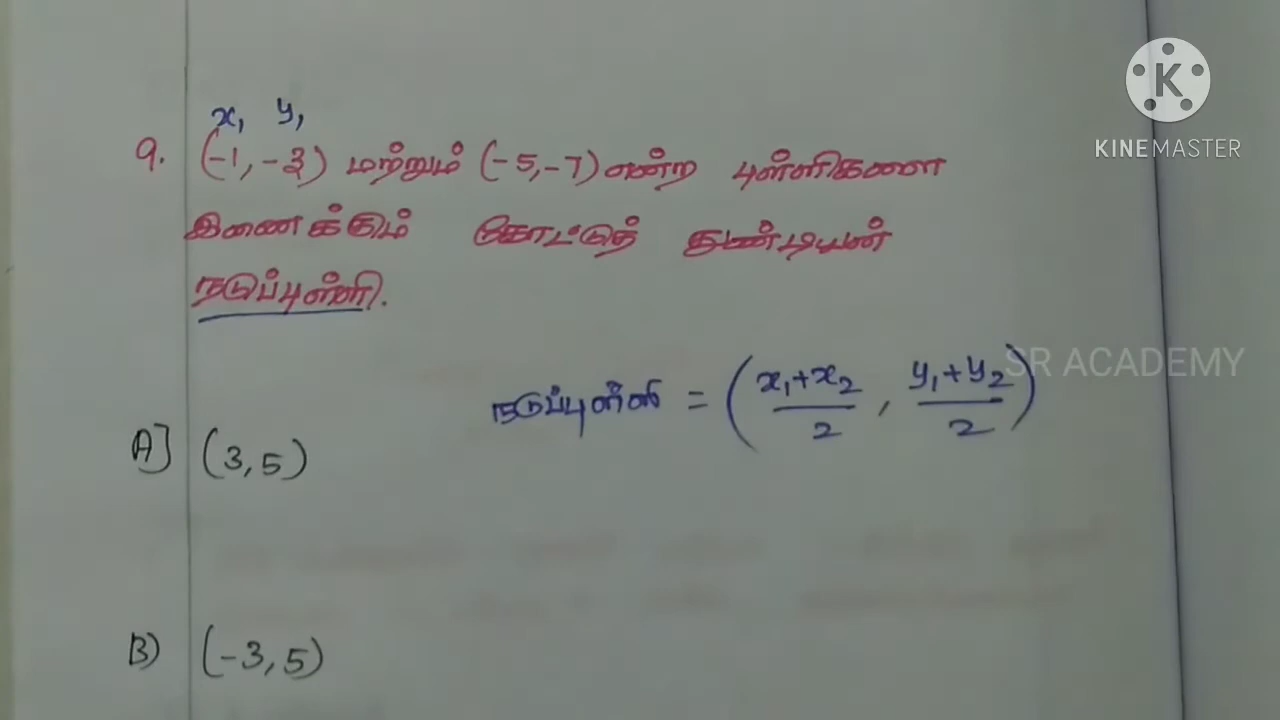 K
KINEMASTER
x₁ y₁
9. (-1, -3) மற்றும் (-5, -7) என்ற புள்ளிகளை
இணைக்கும் கோட்டுத் துண்டியன்
நடுப்புள்ளி.
SR ACADEMY
நடுப்புள்ளி = (x₁+x₂/2, y₁+y₂/2)
A] (3, 5)
B) (-3, 5)